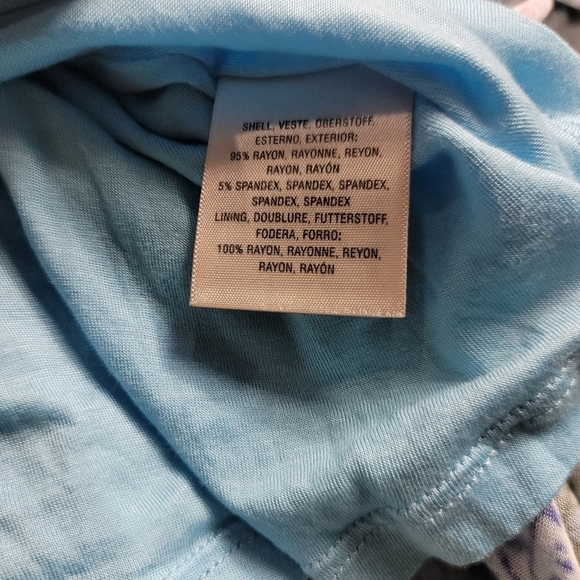 SHELL, VESTE, OBERSTOFF,
ESTERNO, EXTERIOR:
95% RAYON, RAYONNE, REYON,
RAYON, RAYÓN
5% SPANDEX, SPANDEX, SPANDEX,
SPANDEX, SPANDEX
LINING, DOUBLURE, FUTTERSTOFF,
FODERA, FORRO:
100% RAYON, RAYONNE, REYON,
RAYON, RAYÓN